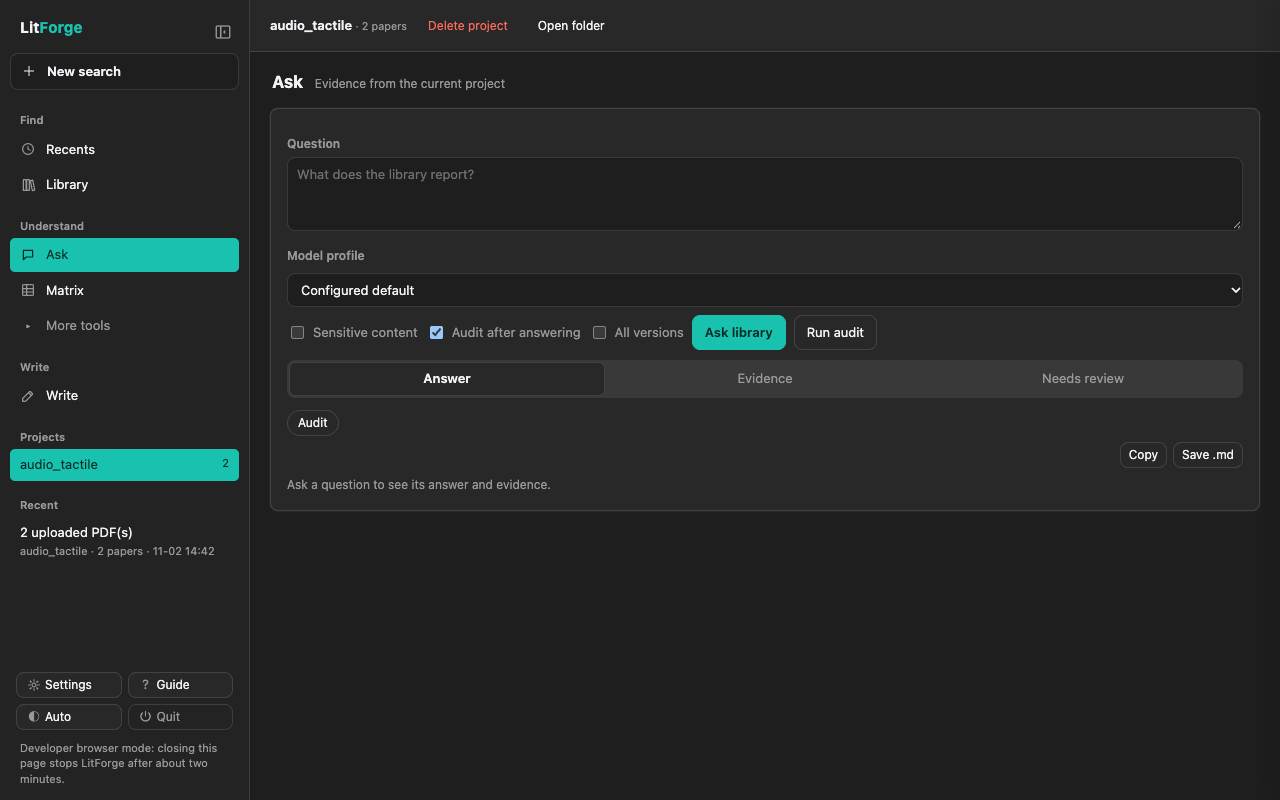 LitForge
New search
Find
Recents
Library
Understand
Ask
Matrix
More tools
Write
Write
Projects
audio_tactile 2
Recent
2 uploaded PDF(s)
audio_tactile · 2 papers · 11-02 14:42
Settings
? Guide
Auto
Quit
Developer browser mode: closing this
page stops LitForge after about two
minutes.
audio_tactile · 2 papers Delete project Open folder
Ask Evidence from the current project
Question
What does the library report?
Model profile
Configured default
Sensitive content Audit after answering All versions Ask library Run audit
Answer Evidence Needs review
Audit
Copy Save .md
Ask a question to see its answer and evidence.